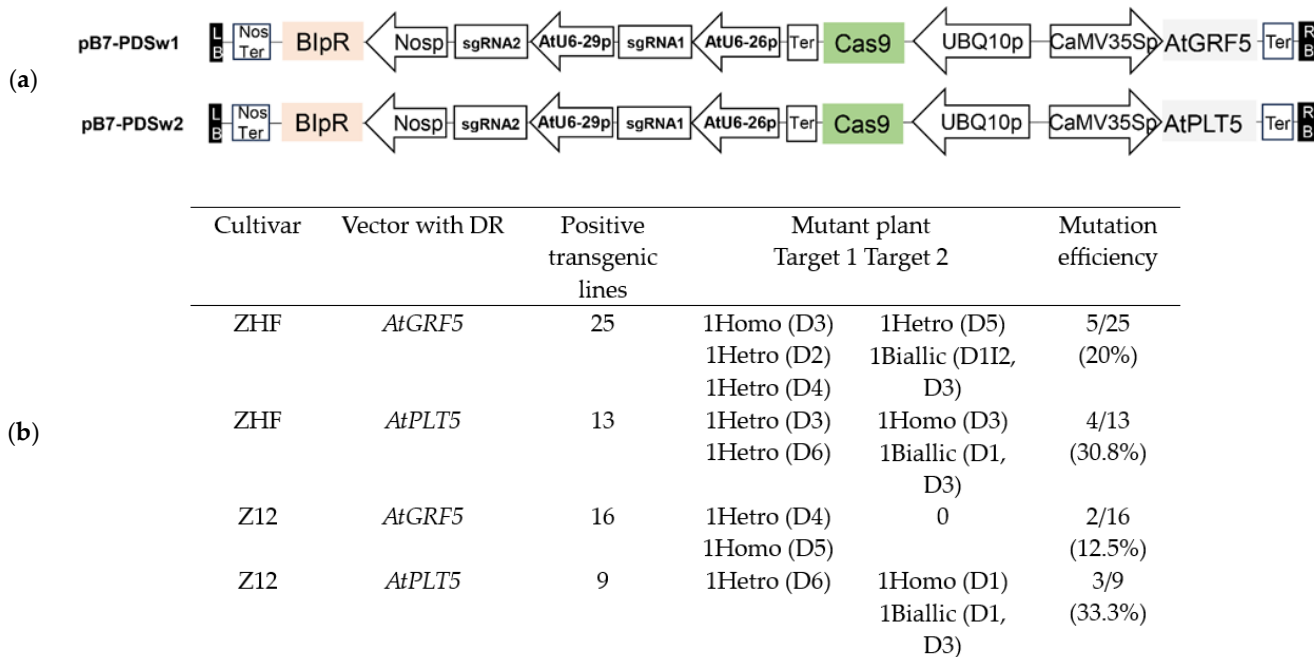 (a)
pB7-PDSw1 LB Nos Ter BlpR Nosp sgRNA2 AtU6-29p sgRNA1 AtU6-26p Ter Cas9 UBQ10p CaMV35Sp AtGRF5 Ter RB
pB7-PDSw2 LB Nos Ter BlpR Nosp sgRNA2 AtU6-29p sgRNA1 AtU6-26p Ter Cas9 UBQ10p CaMV35Sp AtPLT5 Ter RB
(b)
Cultivar Vector with DR Positive Mutant plant Mutation
transgenic Target 1 Target 2 efficiency
lines
ZHF AtGRF5 25 1Homo (D3) 1Hetro (D5) 5/25
1Hetro (D2) 1Biallic (D1I2, (20%)
1Hetro (D4) D3)
ZHF AtPLT5 13 1Hetro (D3) 1Homo (D3) 4/13
1Hetro (D6) 1Biallic (D1, (30.8%)
D3)
Z12 AtGRF5 16 1Hetro (D4) 0 2/16
1Homo (D5) (12.5%)
Z12 AtPLT5 9 1Hetro (D6) 1Homo (D1) 3/9
1Biallic (D1, (33.3%)
D3)